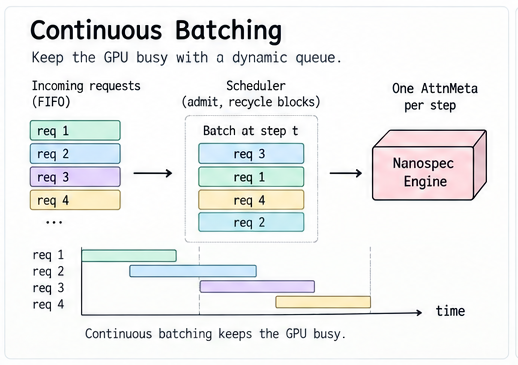 Continuous Batching
Keep the GPU busy with a dynamic queue.
Incoming requests
(FIFO)
req 1
req 2
req 3
req 4
...
Scheduler
(admit, recycle blocks)
Batch at step t
req 3
req 1
req 4
req 2
One AttnMeta
per step
Nanospec
Engine
req 1
req 2
req 3
req 4
time
Continuous batching keeps the GPU busy.